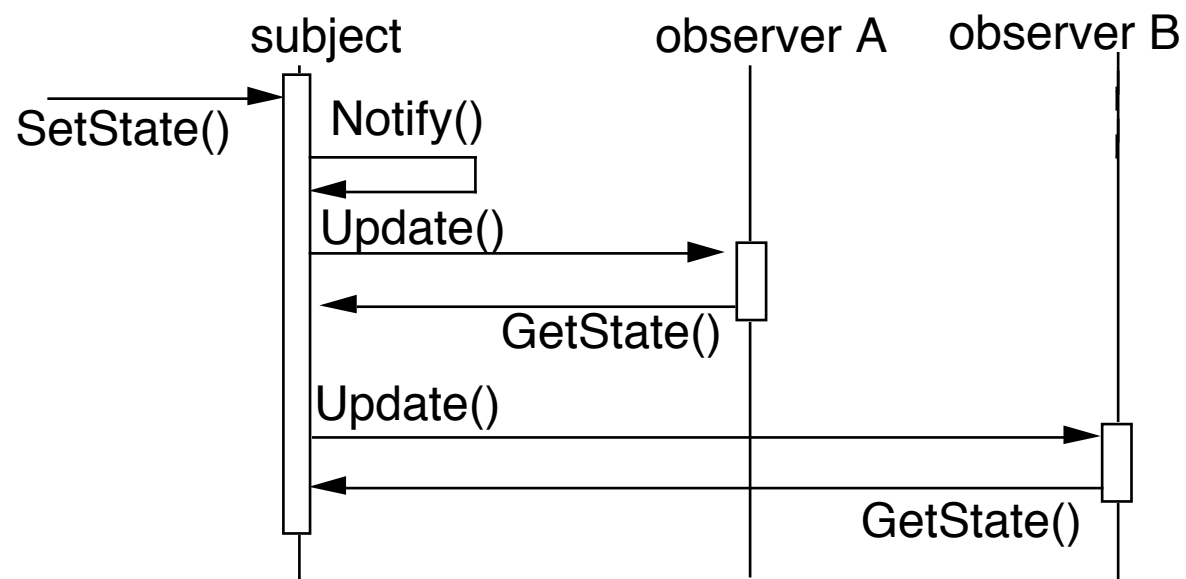 subject
observer A
observer B
SetState()
Notify()
Update()
GetState()
Update()
GetState()